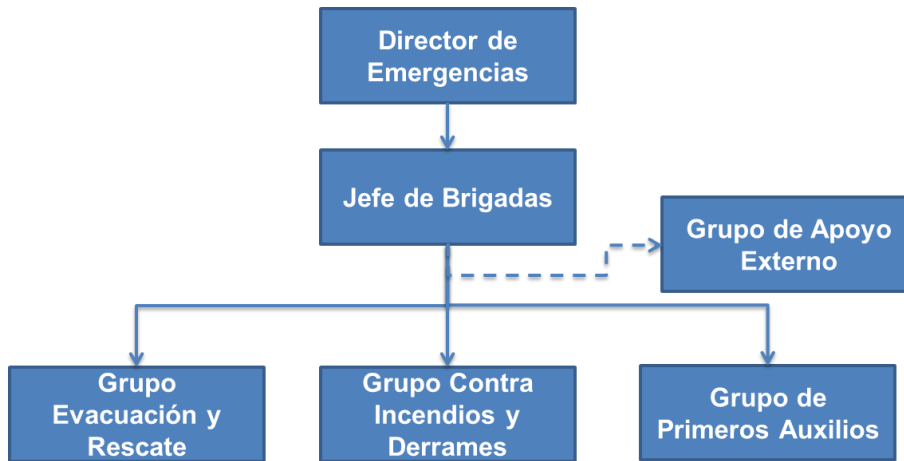 Director de
Emergencias
Jefe de Brigadas
Grupo de Apoyo
Externo
Grupo
Evacuación y
Rescate
Grupo Contra
Incendios y
Derrames
Grupo de
Primeros Auxilios